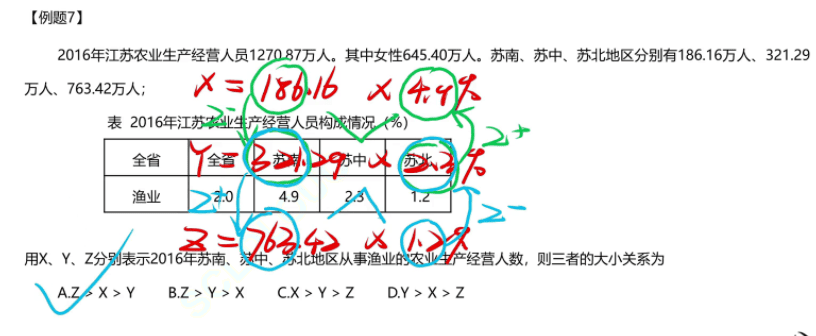 【例题7】
2016年江苏农业生产经营人员1270.87万人。其中女性645.40万人。苏南、苏中、苏北地区分别有186.16万人、321.29
万人、763.42万人；
X = 186.16 × 4.9%
2-
表 2016年江苏农业生产经营人员构成情况（%）
2+
全省 全省 苏南 苏中 苏北
Y = 321.29 × 2.3%
渔业 2.0 4.9 2.3 1.2
2+
2-
Z = 763.42 × 1.2%
用X、Y、Z分别表示2016年苏南、苏中、苏北地区从事渔业的农业生产经营人数，则三者的大小关系为
A.Z > X > Y B.Z > Y > X C.X > Y > Z D.Y > X > Z